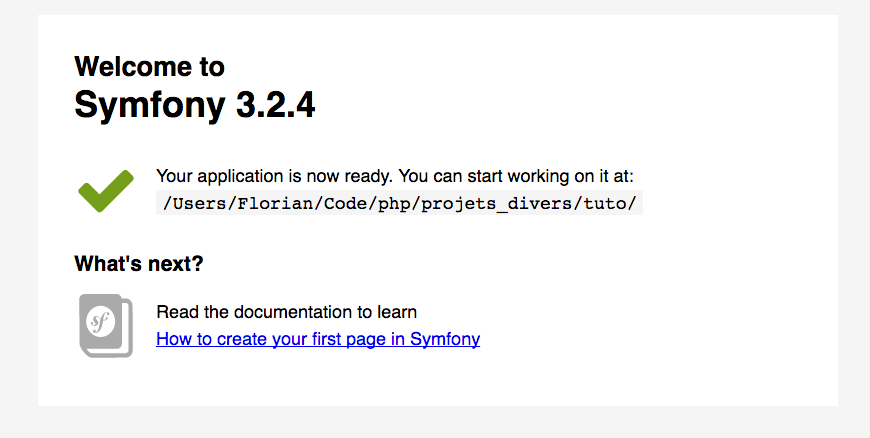 Welcome to
Symfony 3.2.4
Your application is now ready. You can start working on it at:
/Users/Florian/Code/php/projets_divers/tuto/
What's next?
sf
Read the documentation to learn
How to create your first page in Symfony